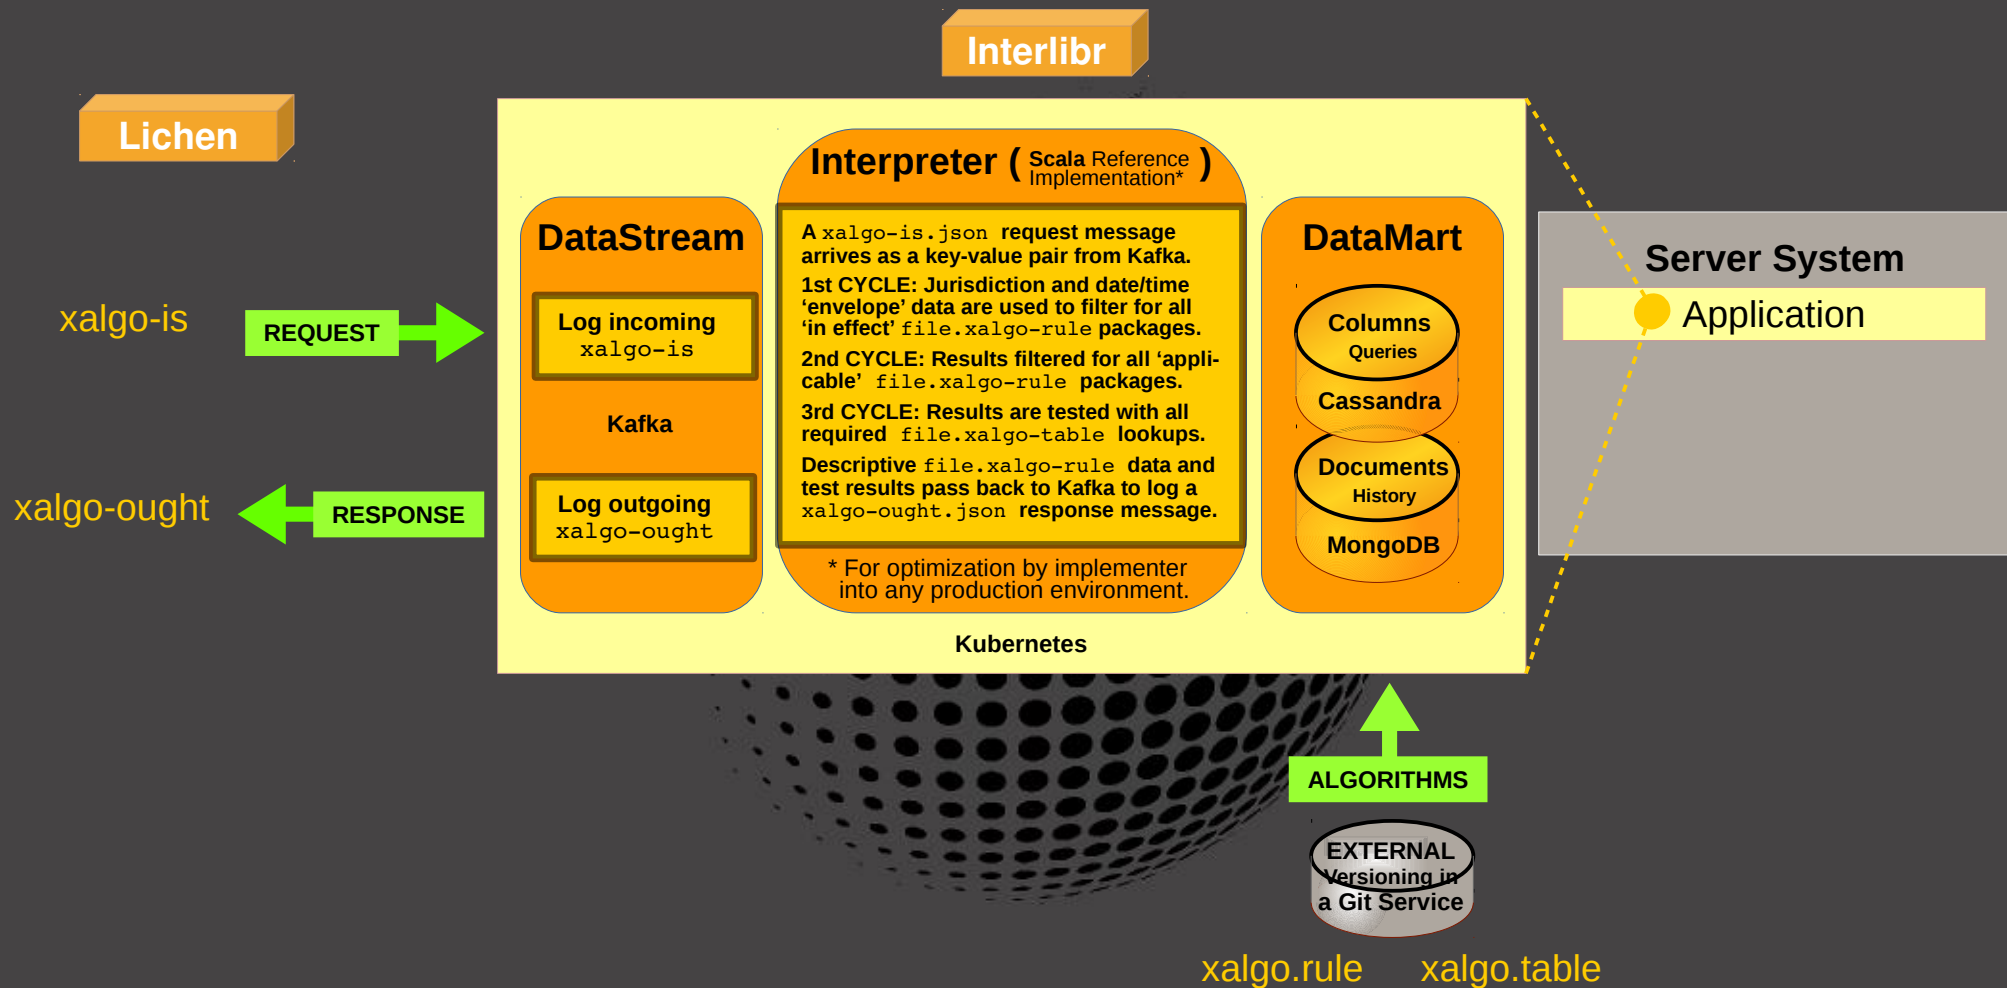 Interlibr
Lichen
Interpreter ( Scala Reference Implementation* )
DataStream
DataMart
A xalgo-is.json request message
arrives as a key-value pair from Kafka.
1st CYCLE: Jurisdiction and date/time
‘envelope’ data are used to filter for all
‘in effect’ file.xalgo-rule packages.
2nd CYCLE: Results filtered for all ‘appli-
cable’ file.xalgo-rule packages.
3rd CYCLE: Results are tested with all
required file.xalgo-table lookups.
Descriptive file.xalgo-rule data and
test results pass back to Kafka to log a
xalgo-ought.json response message.
* For optimization by implementer
into any production environment.
xalgo-is
REQUEST
Log incoming
xalgo-is
Kafka
xalgo-ought
RESPONSE
Log outgoing
xalgo-ought
Columns
Queries
Cassandra
Documents
History
MongoDB
Server System
Application
Kubernetes
ALGORITHMS
EXTERNAL
Versioning in
a Git Service
xalgo.rule xalgo.table